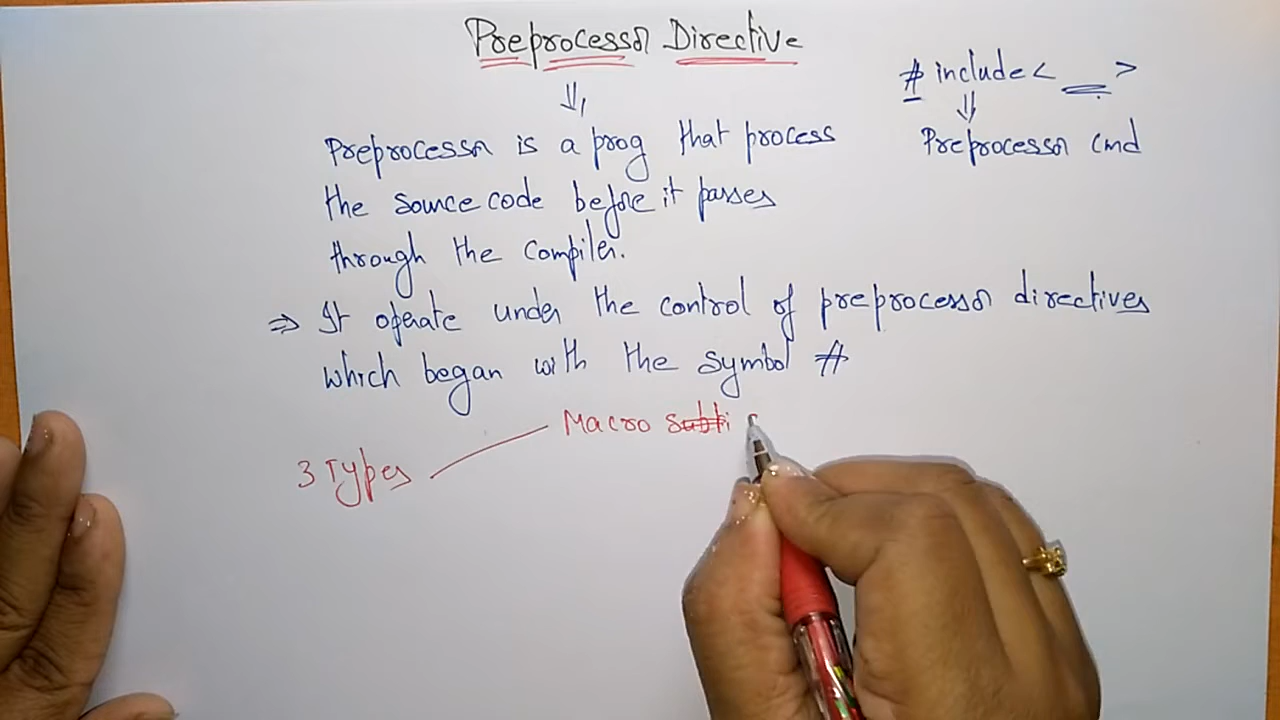 Preprocessor Directive
# include < __ >
Preprocessor Cmd
Preprocessor is a prog that process
the source code before it passes
through the compiler.
⇒ It operate under the control of preprocessor directives
which began with the symbol #
3 Types
Macro